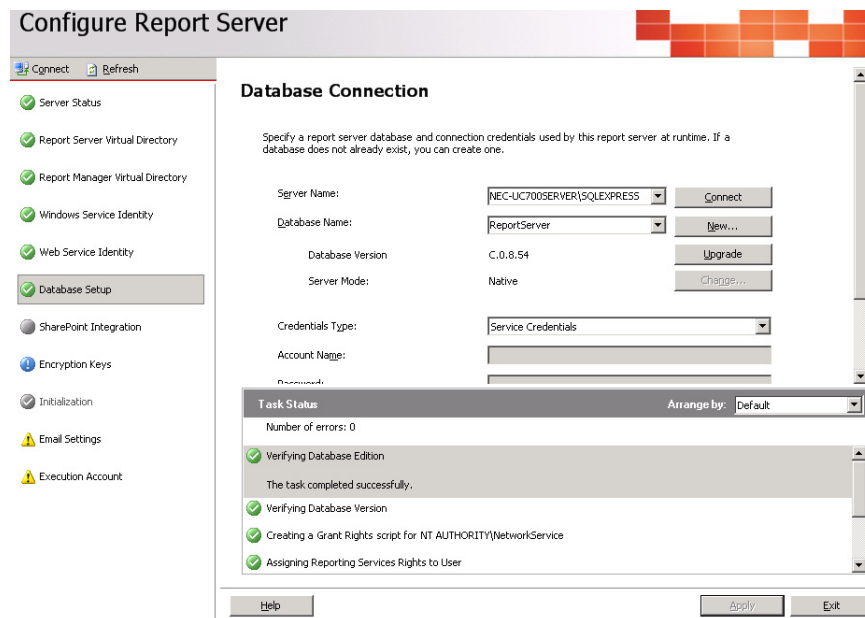 Configure Report Server
Connect Refresh
Server Status
Report Server Virtual Directory
Report Manager Virtual Directory
Windows Service Identity
Web Service Identity
Database Setup
SharePoint Integration
Encryption Keys
Initialization
Email Settings
Execution Account
Database Connection
Specify a report server database and connection credentials used by this report server at runtime. If a
database does not already exist, you can create one.
Server Name: NEC-UC700SERVER\SQLEXPRESS Connect
Database Name: ReportServer New...
Database Version C.0.8.54 Upgrade
Server Mode: Native Change...
Credentials Type: Service Credentials
Account Name:
Password:
Task Status Arrange by: Default
Number of errors: 0
Verifying Database Edition
The task completed successfully.
Verifying Database Version
Creating a Grant Rights script for NT AUTHORITY\NetworkService
Assigning Reporting Services Rights to User
Help Apply Exit